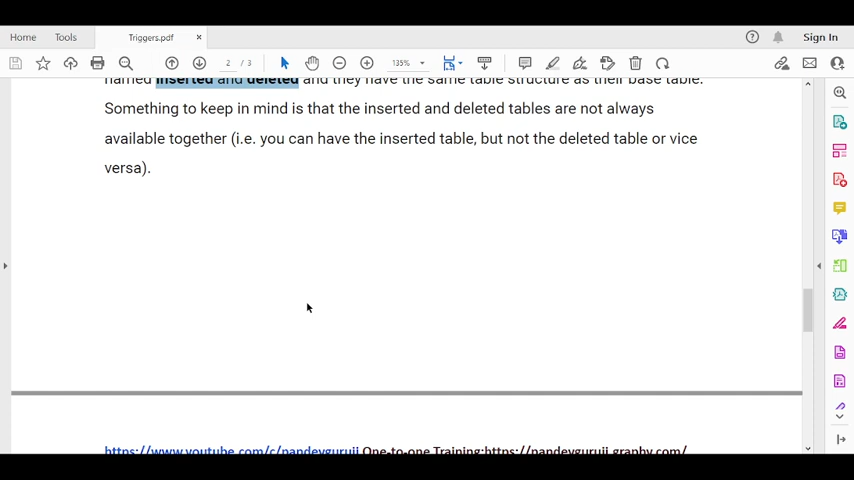 Home Tools Triggers.pdf × Sign In
2 / 3 135%
named inserted and deleted and they have the same table structure as their base table.
Something to keep in mind is that the inserted and deleted tables are not always
available together (i.e. you can have the inserted table, but not the deleted table or vice
versa).
https://www.youtube.com/c/pandeyguruji One-to-one Training:https://pandeyguruji.graphy.com/